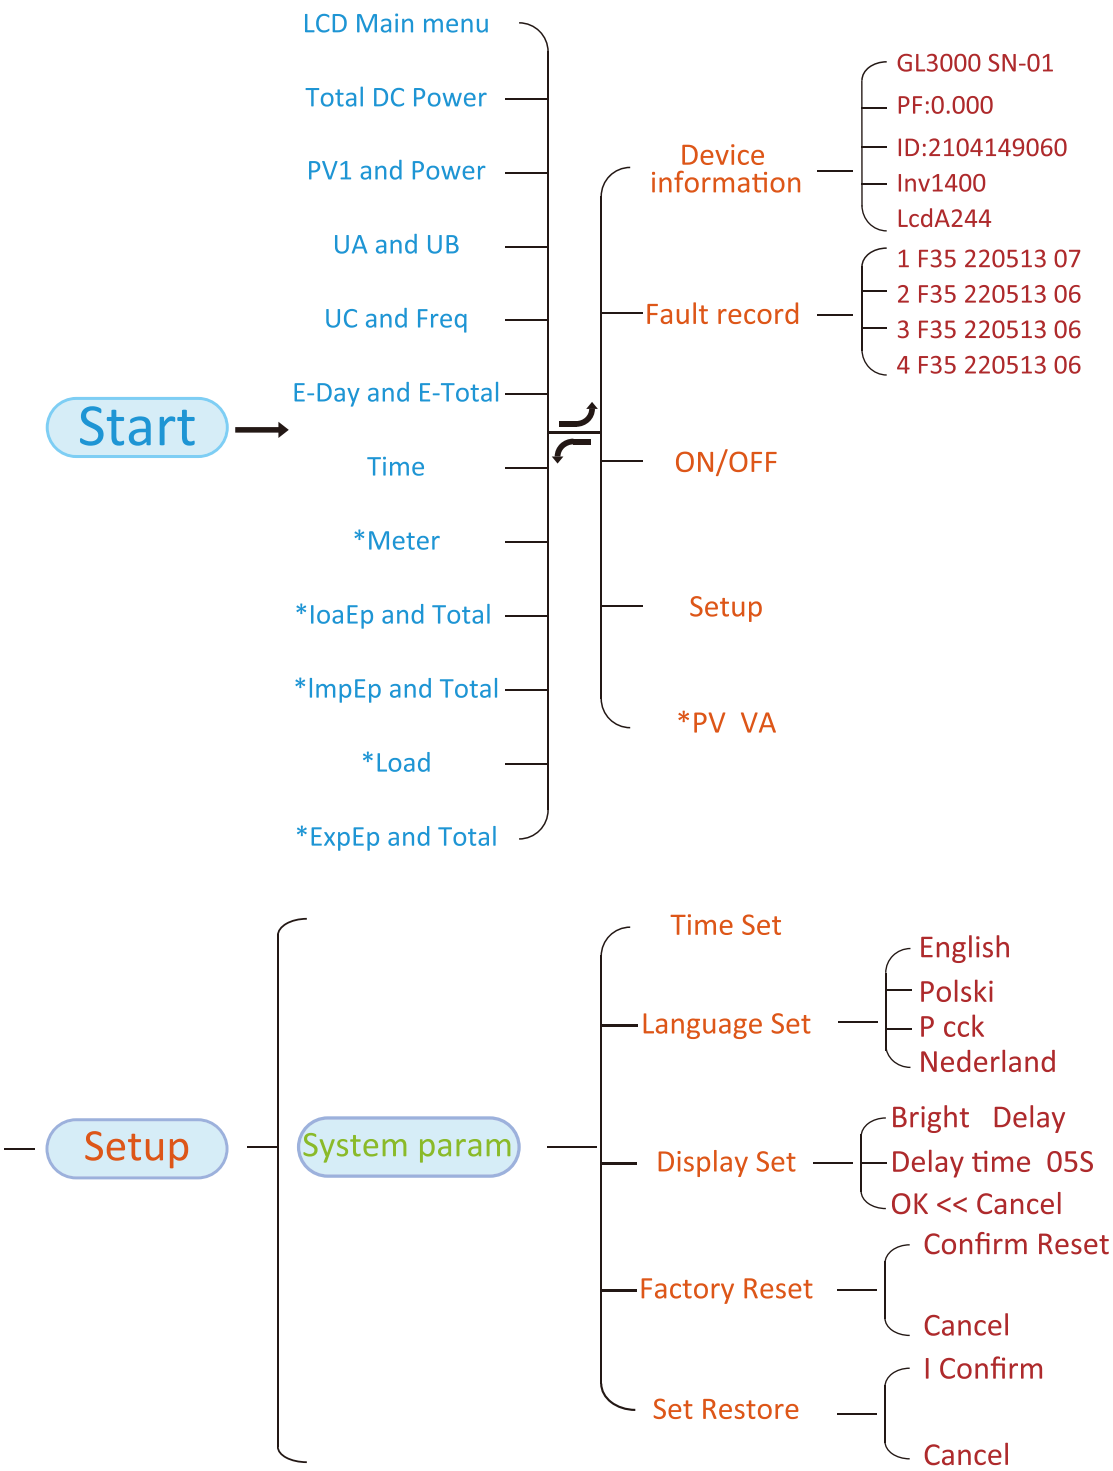 LCD Main menu
Total DC Power
PV1 and Power
UA and UB
UC and Freq
E-Day and E-Total
Start
Time
*Meter
*IoaEp and Total
*lmpEp and Total
*Load
*ExpEp and Total
Device
information
Fault record
ON/OFF
Setup
*PV VA
GL3000 SN-01
PF:0.000
ID:2104149060
Inv1400
LcdA244
1 F35 220513 07
2 F35 220513 06
3 F35 220513 06
4 F35 220513 06
Setup
System param
Time Set
Language Set
Display Set
Factory Reset
Set Restore
English
Polski
P cck
Nederland
Bright Delay
Delay time 05S
OK << Cancel
Confirm Reset
Cancel
I Confirm
Cancel